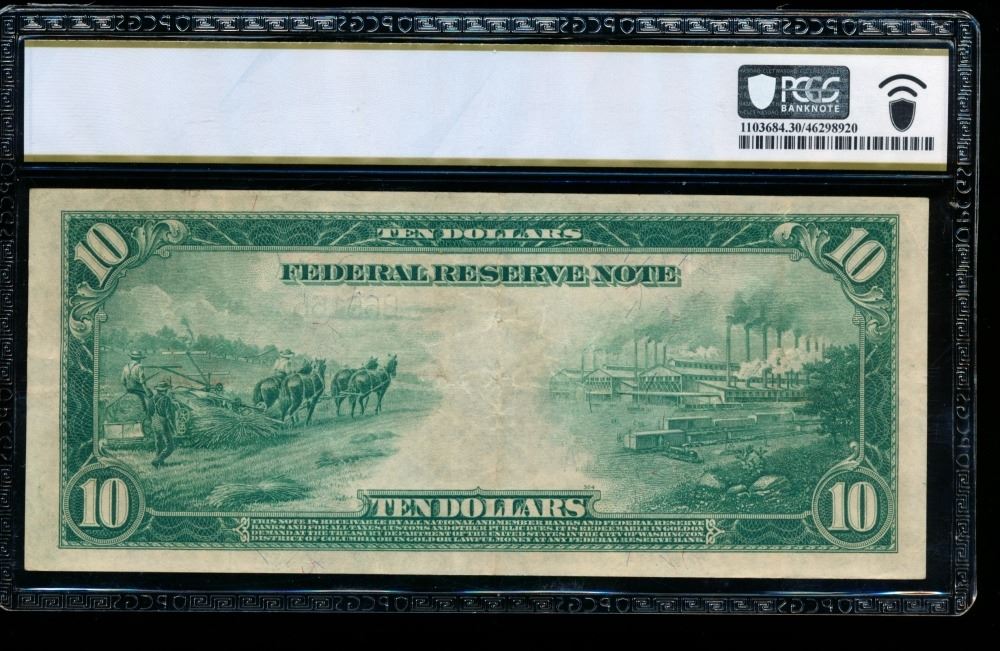 PCGS
BANKNOTE
1103684.30/46298920
10 TEN DOLLARS 10
FEDERAL RESERVE NOTE
304
10 TEN DOLLARS 10
THIS NOTE IS RECEIVABLE BY ALL NATIONAL AND MEMBER BANKS AND FEDERAL RESERVE
BANKS AND FOR ALL TAXES, CUSTOMS AND OTHER PUBLIC DUES. IT IS REDEEMABLE IN GOLD ON
DEMAND AT THE TREASURY DEPARTMENT OF THE UNITED STATES IN THE CITY OF WASHINGTON,
DISTRICT OF COLUMBIA OR IN GOLD OR LAWFUL MONEY AT ANY FEDERAL RESERVE BANK.